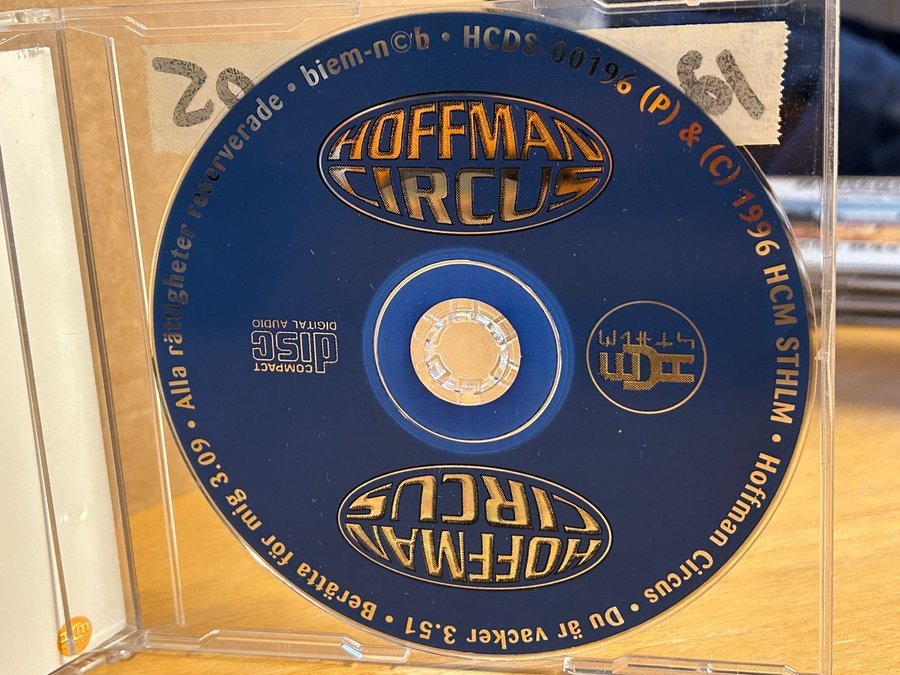 HOFFMAN
CIRCUS
biem-n©b • HCDS-00196 (P) & (C) 1996 HCM STHLM • Hoffman Circus • Du är vacker 3.51 • Berätta för mig 3.09 • Alla rättigheter reserverade •
COMPACT
disc
DIGITAL AUDIO
HOFFMAN
CIRCUS
20